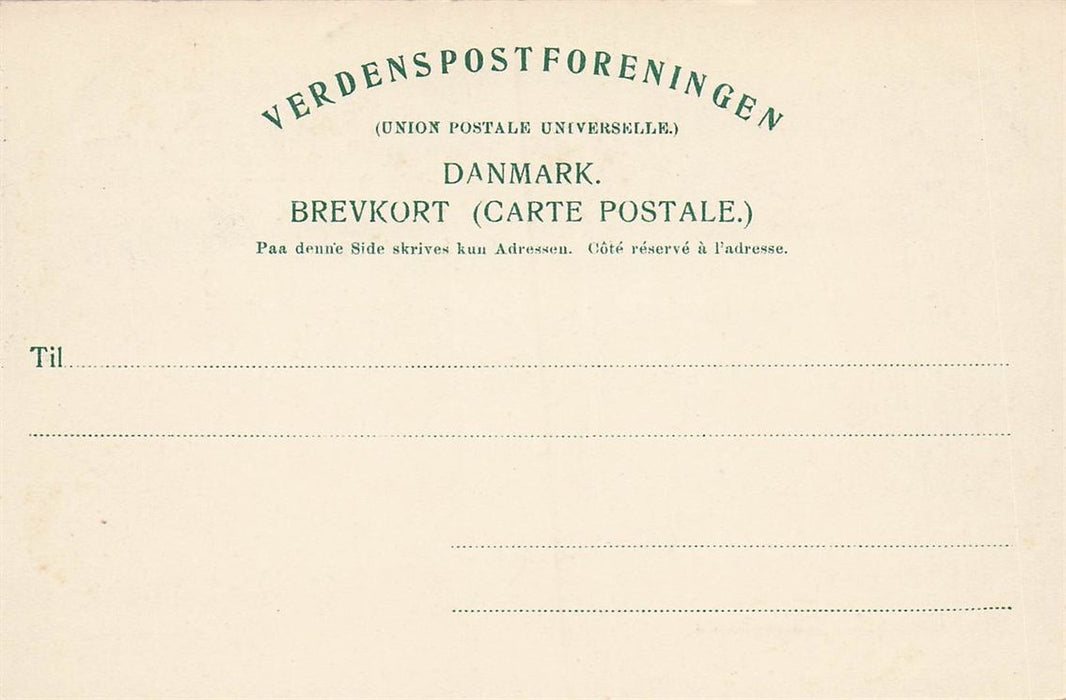 VERDENSPOSTFORENINGEN
(UNION POSTALE UNIVERSELLE.)
DANMARK.
BREVKORT (CARTE POSTALE.)
Paa denne Side skrives kun Adressen. Côté réservé à l'adresse.
Til